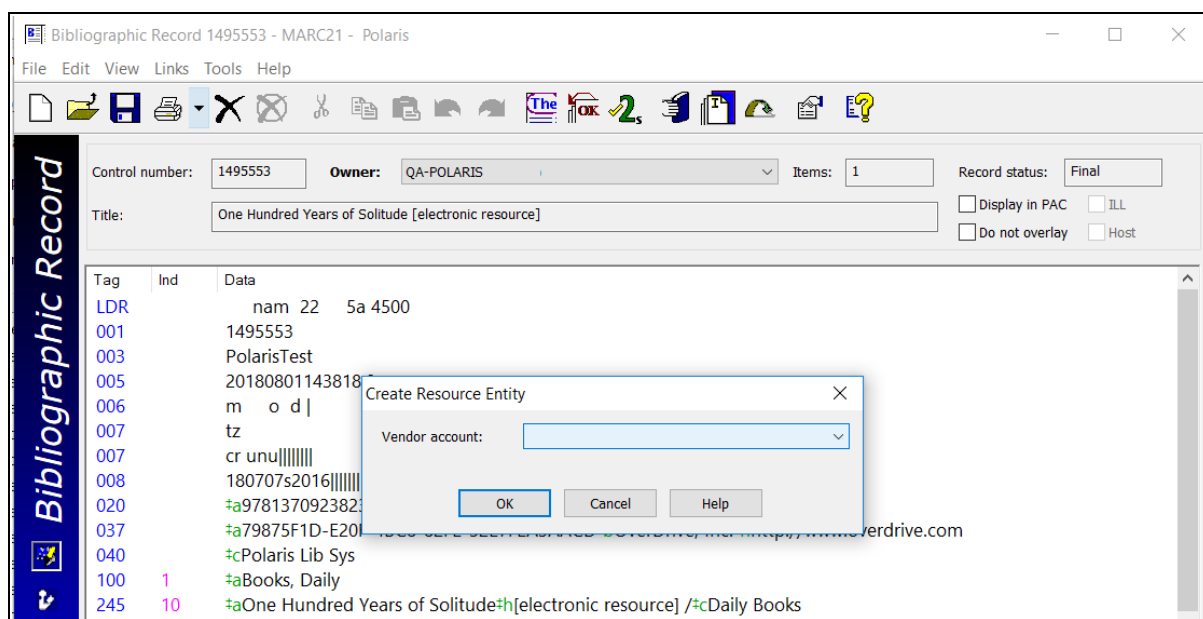 Bibliographic Record 1495553 - MARC21 - Polaris
File Edit View Links Tools Help
The OK 2s
Bibliographic Record
Control number: 1495553 Owner: QA-POLARIS Items: 1 Record status: Final
Display in PAC ILL
Title: One Hundred Years of Solitude [electronic resource]
Do not overlay Host
Tag Ind Data
LDR nam 22 5a 4500
001 1495553
003 PolarisTest
005 20180801143818
006 m o d|
007 tz
007 cr unu||||||||
008 180707s2016|||||||
020 ‡a978137092382
037 ‡a79875F1D-
040 ‡cPolaris Lib Sys
100 1 ‡aBooks, Daily
245 10 ‡aOne Hundred Years of Solitude‡h[electronic resource] /‡cDaily Books
Create Resource Entity
Vendor account:
OK Cancel Help